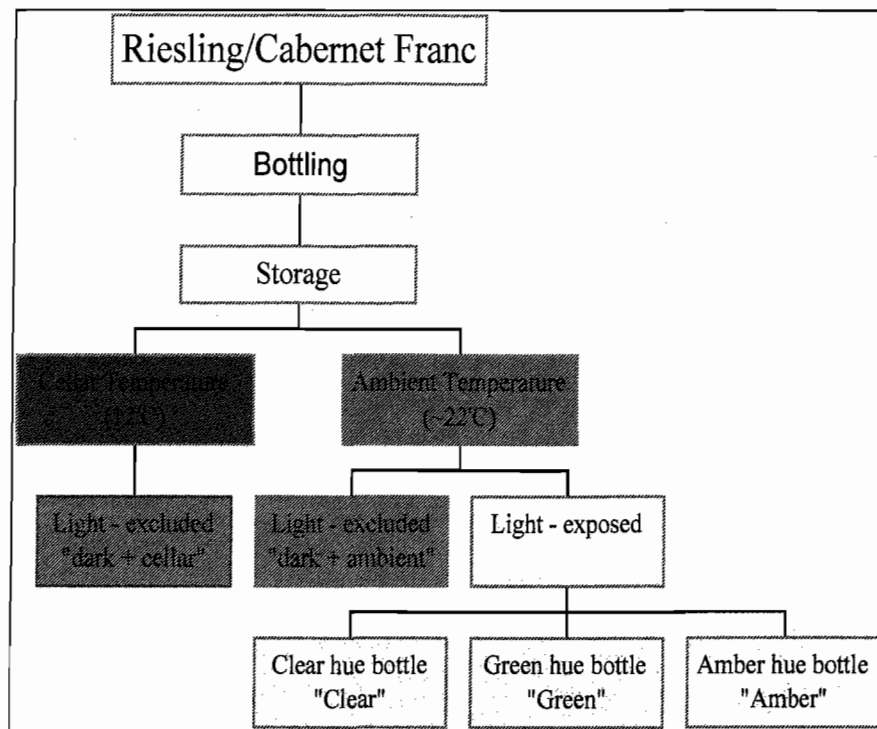 Riesling/Cabernet Franc
Bottling
Storage
Cellar Temperature
(12°C)
Ambient Temperature
(~22°C)
Light - excluded
"dark + cellar"
Light - excluded
"dark + ambient"
Light - exposed
Clear hue bottle
"Clear"
Green hue bottle
"Green"
Amber hue bottle
"Amber"